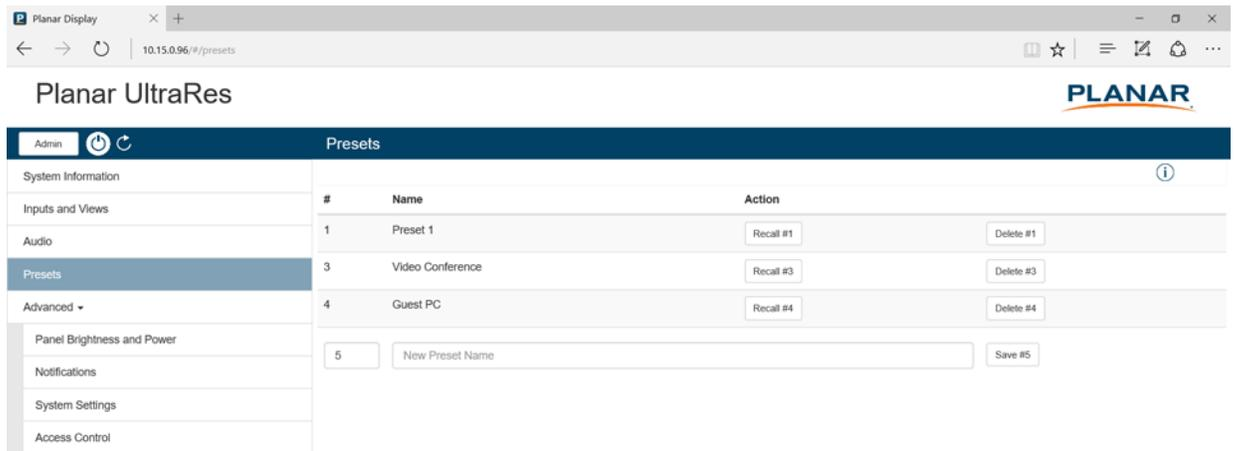 Planar Display
10.15.0.96/#/presets
Planar UltraRes
PLANAR
Admin
Presets
System Information
Inputs and Views
Audio
Presets
Advanced
Panel Brightness and Power
Notifications
System Settings
Access Control
# Name Action
1 Preset 1 Recall #1 Delete #1
3 Video Conference Recall #3 Delete #3
4 Guest PC Recall #4 Delete #4
5 New Preset Name Save #5